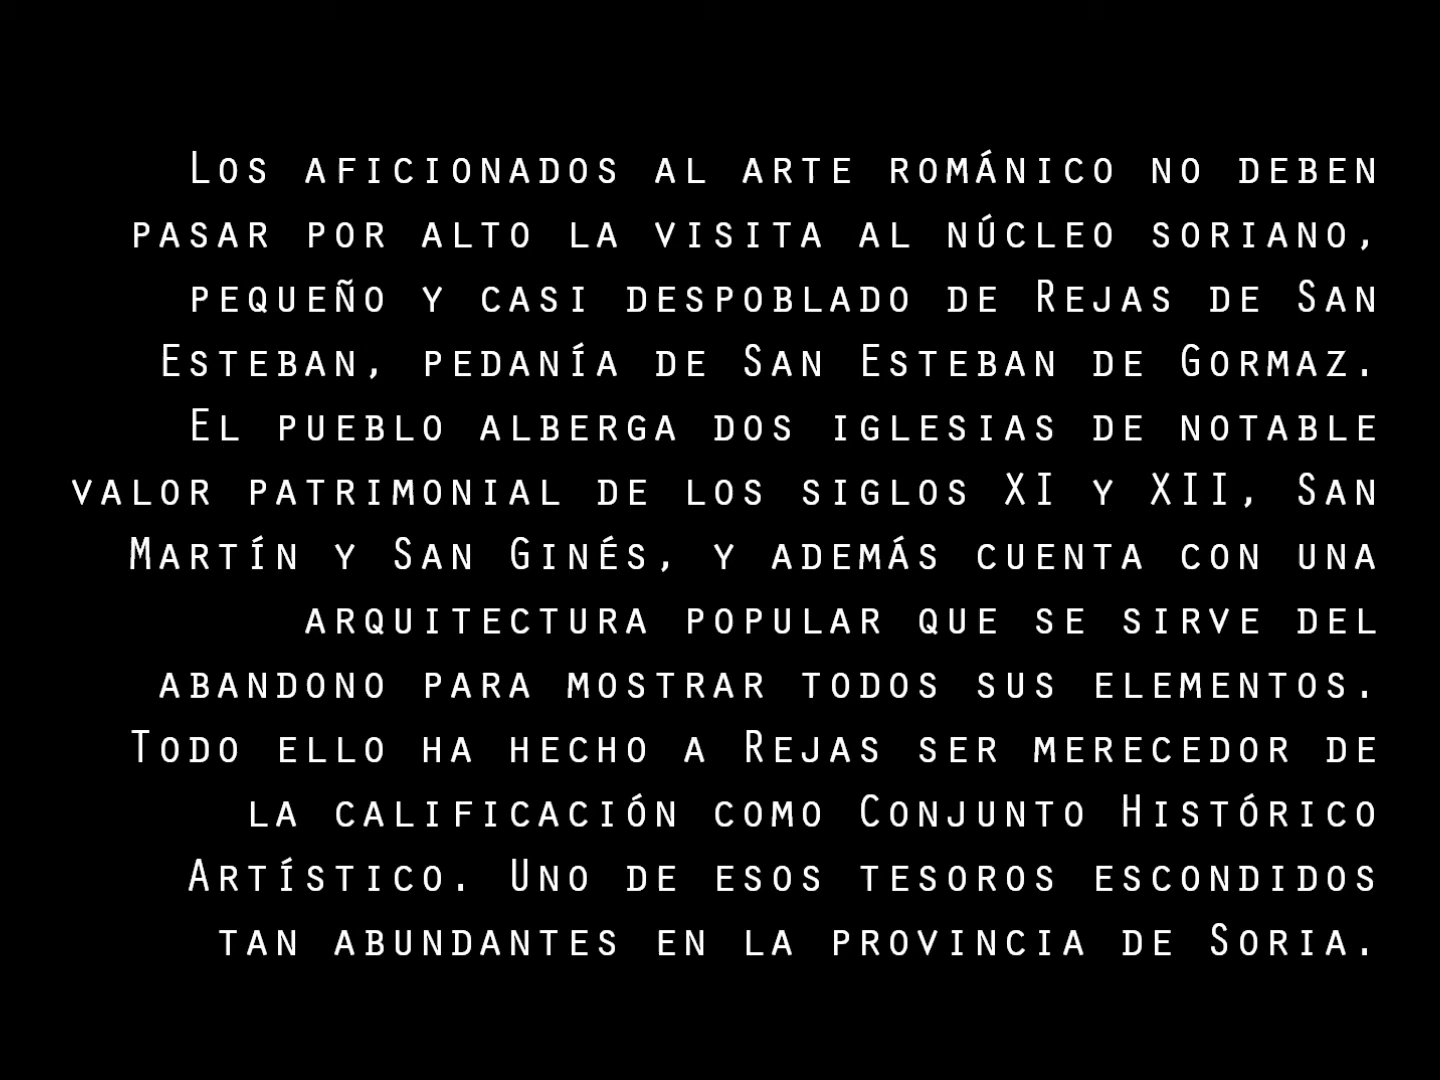 Los aficionados al arte románico no deben
pasar por alto la visita al núcleo soriano,
pequeño y casi despoblado de Rejas de San
Esteban, pedanía de San Esteban de Gormaz.
El pueblo alberga dos iglesias de notable
valor patrimonial de los siglos XI y XII, San
Martín y San Ginés, y además cuenta con una
arquitectura popular que se sirve del
abandono para mostrar todos sus elementos.
Todo ello ha hecho a Rejas ser merecedor de
la calificación como Conjunto Histórico
Artístico. Uno de esos tesoros escondidos
tan abundantes en la provincia de Soria.